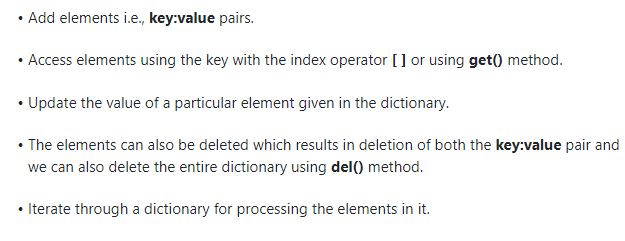 • Add elements i.e., key:value pairs.
• Access elements using the key with the index operator [ ] or using get() method.
• Update the value of a particular element given in the dictionary.
• The elements can also be deleted which results in deletion of both the key:value pair and
we can also delete the entire dictionary using del() method.
• Iterate through a dictionary for processing the elements in it.